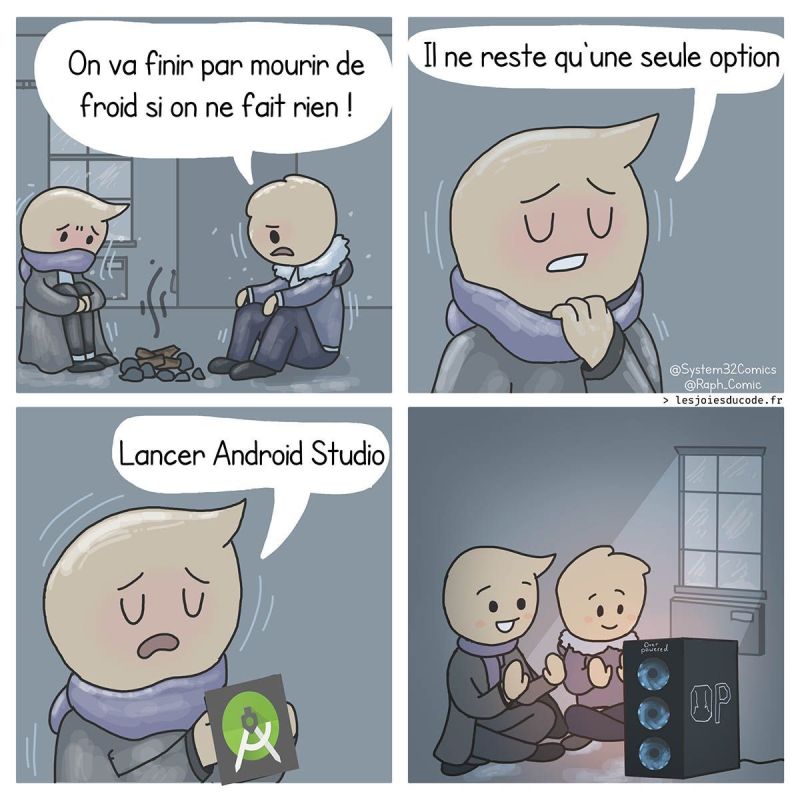 On va finir par mourir de
froid si on ne fait rien !
Il ne reste qu'une seule option
@System32Comics
@Raph_Comic
> lesjoiesducode.fr
Lancer Android Studio
Over
powered
OP